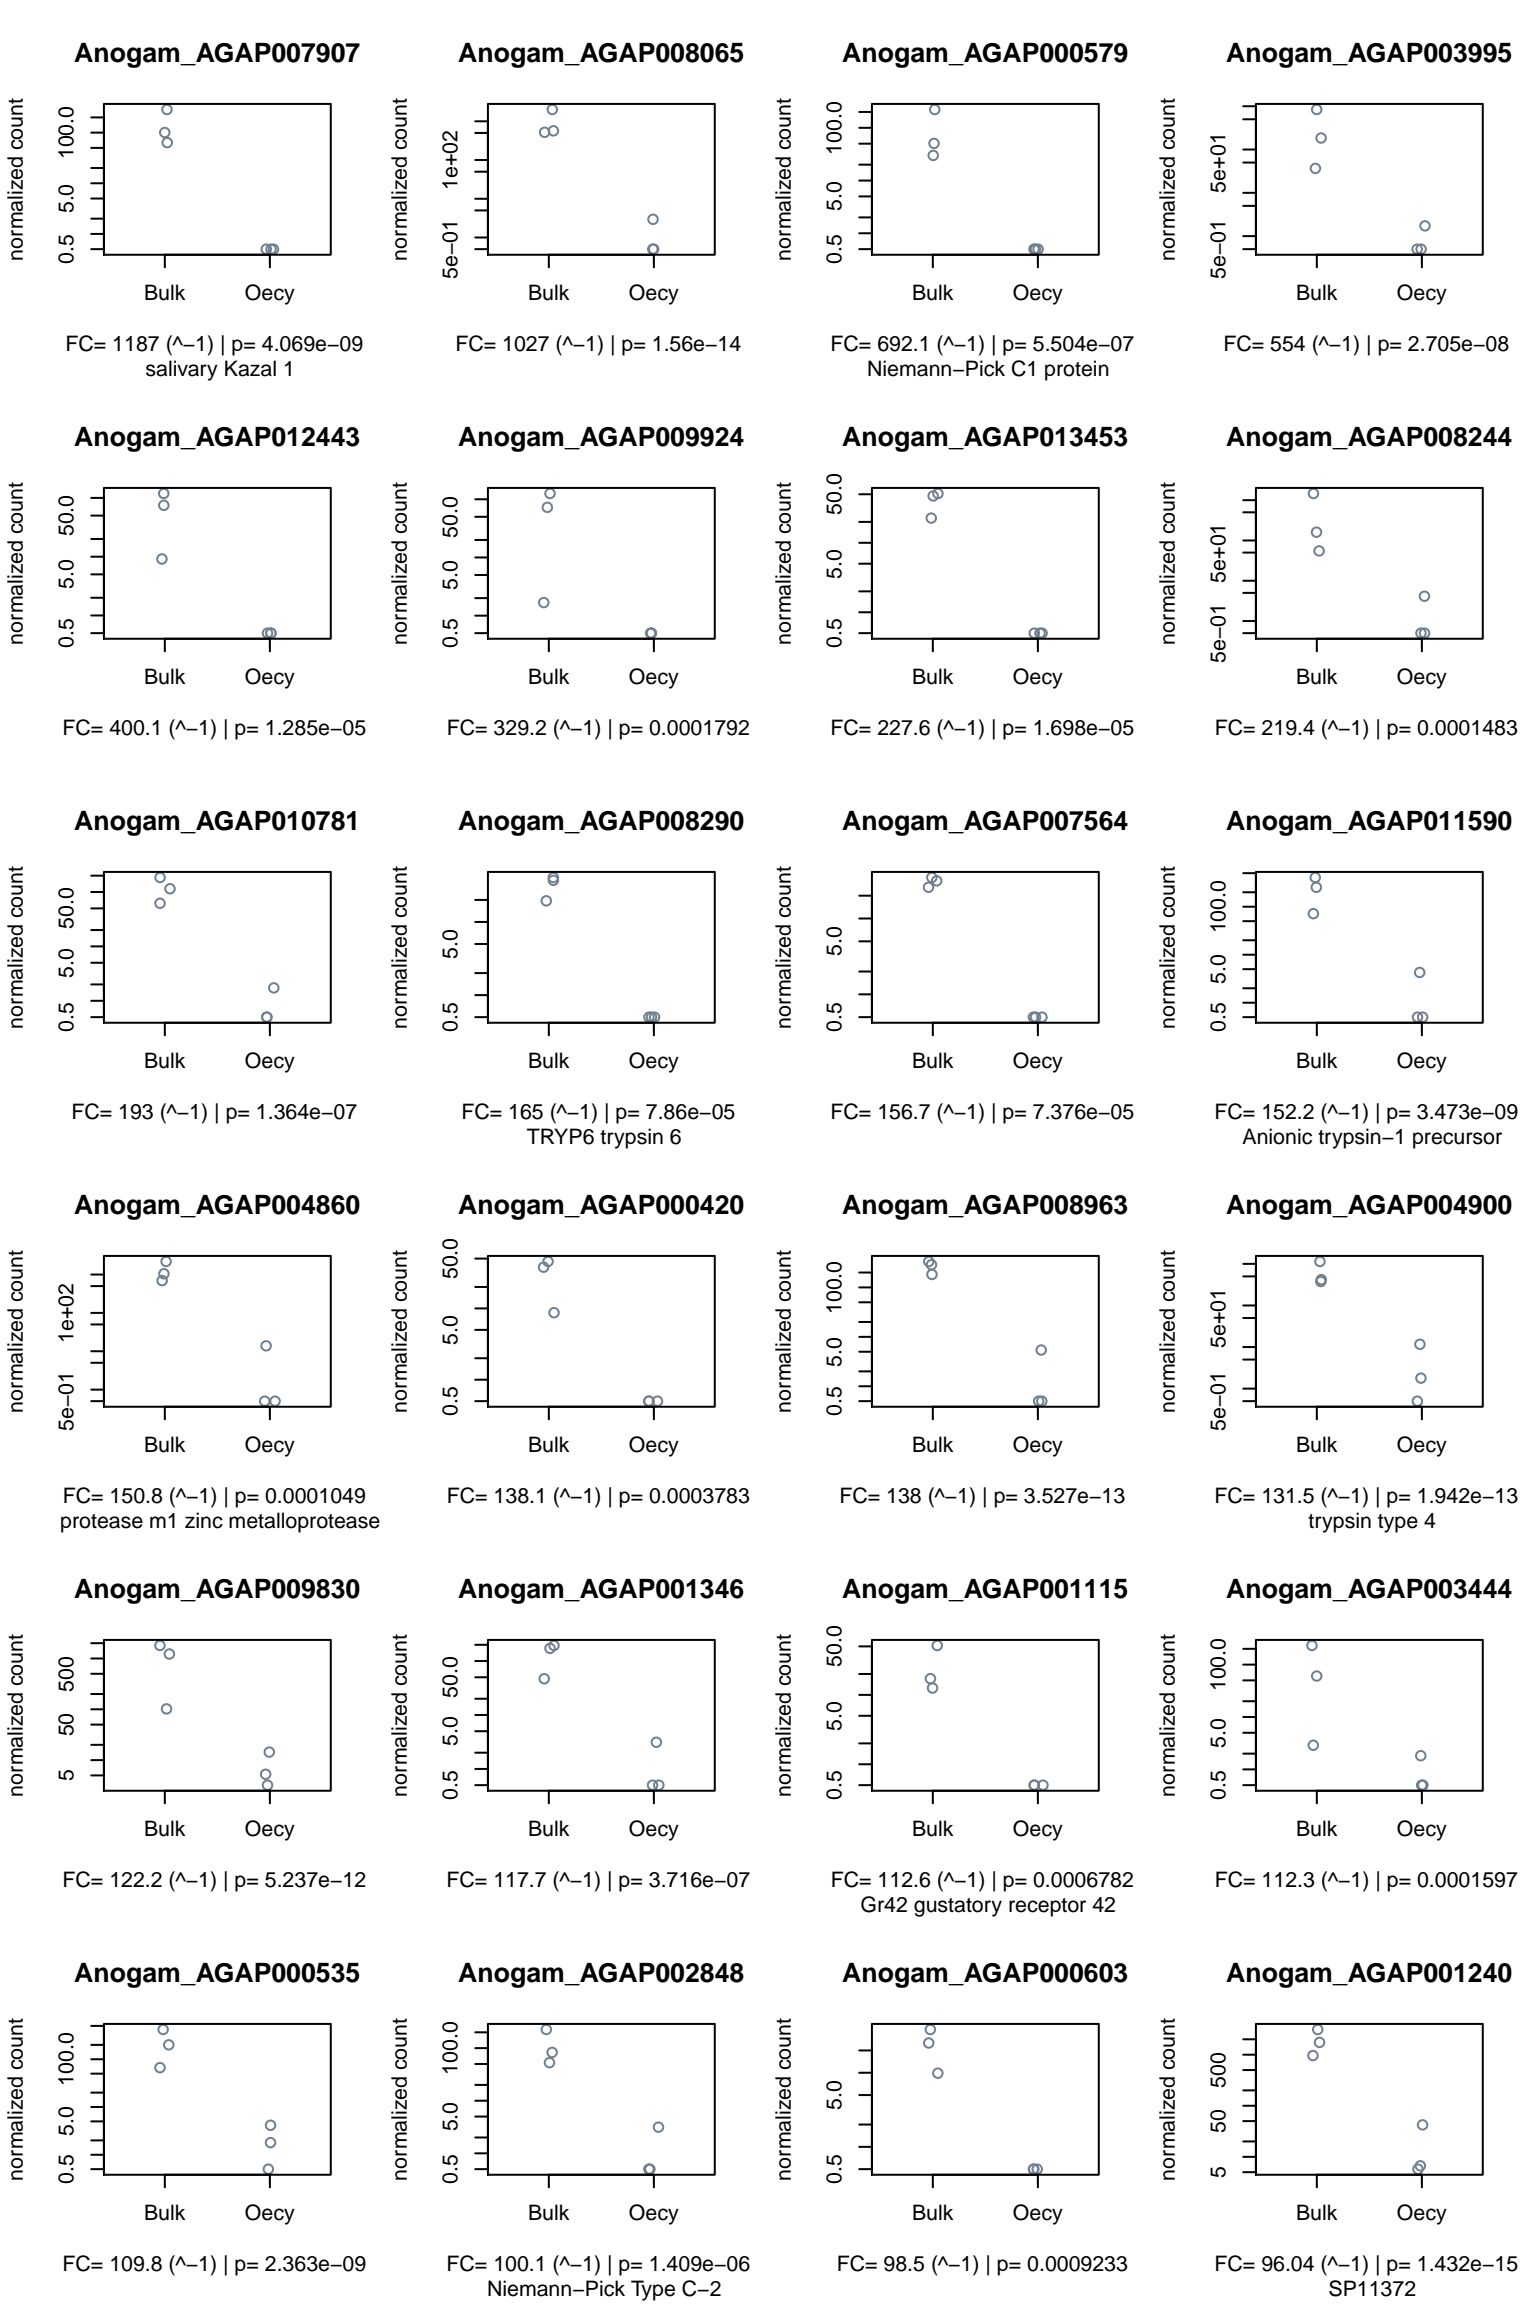 Anogam_AGAP007907 Anogam_AGAP008065 Anogam_AGAP000579 Anogam_AGAP003995
normalized count normalized count normalized count normalized count
0.5 5.0 100.0 5e−01 1e+02 0.5 5.0 100.0 5e−01 5e+01
Bulk Oecy Bulk Oecy Bulk Oecy Bulk Oecy
FC= 1187 (^−1) | p= 4.069e−09 FC= 1027 (^−1) | p= 1.56e−14 FC= 692.1 (^−1) | p= 5.504e−07 FC= 554 (^−1) | p= 2.705e−08
salivary Kazal 1 Niemann−Pick C1 protein
Anogam_AGAP012443 Anogam_AGAP009924 Anogam_AGAP013453 Anogam_AGAP008244
normalized count normalized count normalized count normalized count
0.5 5.0 50.0 0.5 5.0 50.0 0.5 5.0 50.0 5e−01 5e+01
Bulk Oecy Bulk Oecy Bulk Oecy Bulk Oecy
FC= 400.1 (^−1) | p= 1.285e−05 FC= 329.2 (^−1) | p= 0.0001792 FC= 227.6 (^−1) | p= 1.698e−05 FC= 219.4 (^−1) | p= 0.0001483
Anogam_AGAP010781 Anogam_AGAP008290 Anogam_AGAP007564 Anogam_AGAP011590
normalized count normalized count normalized count normalized count
0.5 5.0 50.0 0.5 5.0 0.5 5.0 0.5 5.0 100.0
Bulk Oecy Bulk Oecy Bulk Oecy Bulk Oecy
FC= 193 (^−1) | p= 1.364e−07 FC= 165 (^−1) | p= 7.86e−05 FC= 156.7 (^−1) | p= 7.376e−05 FC= 152.2 (^−1) | p= 3.473e−09
TRYP6 trypsin 6 Anionic trypsin−1 precursor
Anogam_AGAP004860 Anogam_AGAP000420 Anogam_AGAP008963 Anogam_AGAP004900
normalized count normalized count normalized count normalized count
5e−01 1e+02 0.5 5.0 50.0 0.5 5.0 100.0 5e−01 5e+01
Bulk Oecy Bulk Oecy Bulk Oecy Bulk Oecy
FC= 150.8 (^−1) | p= 0.0001049 FC= 138.1 (^−1) | p= 0.0003783 FC= 138 (^−1) | p= 3.527e−13 FC= 131.5 (^−1) | p= 1.942e−13
protease m1 zinc metalloprotease trypsin type 4
Anogam_AGAP009830 Anogam_AGAP001346 Anogam_AGAP001115 Anogam_AGAP003444
normalized count normalized count normalized count normalized count
5 50 500 0.5 5.0 50.0 0.5 5.0 50.0 0.5 5.0 100.0
Bulk Oecy Bulk Oecy Bulk Oecy Bulk Oecy
FC= 122.2 (^−1) | p= 5.237e−12 FC= 117.7 (^−1) | p= 3.716e−07 FC= 112.6 (^−1) | p= 0.0006782 FC= 112.3 (^−1) | p= 0.0001597
Gr42 gustatory receptor 42
Anogam_AGAP000535 Anogam_AGAP002848 Anogam_AGAP000603 Anogam_AGAP001240
normalized count normalized count normalized count normalized count
0.5 5.0 100.0 0.5 5.0 100.0 0.5 5.0 5 50 500
Bulk Oecy Bulk Oecy Bulk Oecy Bulk Oecy
FC= 109.8 (^−1) | p= 2.363e−09 FC= 100.1 (^−1) | p= 1.409e−06 FC= 98.5 (^−1) | p= 0.0009233 FC= 96.04 (^−1) | p= 1.432e−15
Niemann−Pick Type C−2 SP11372